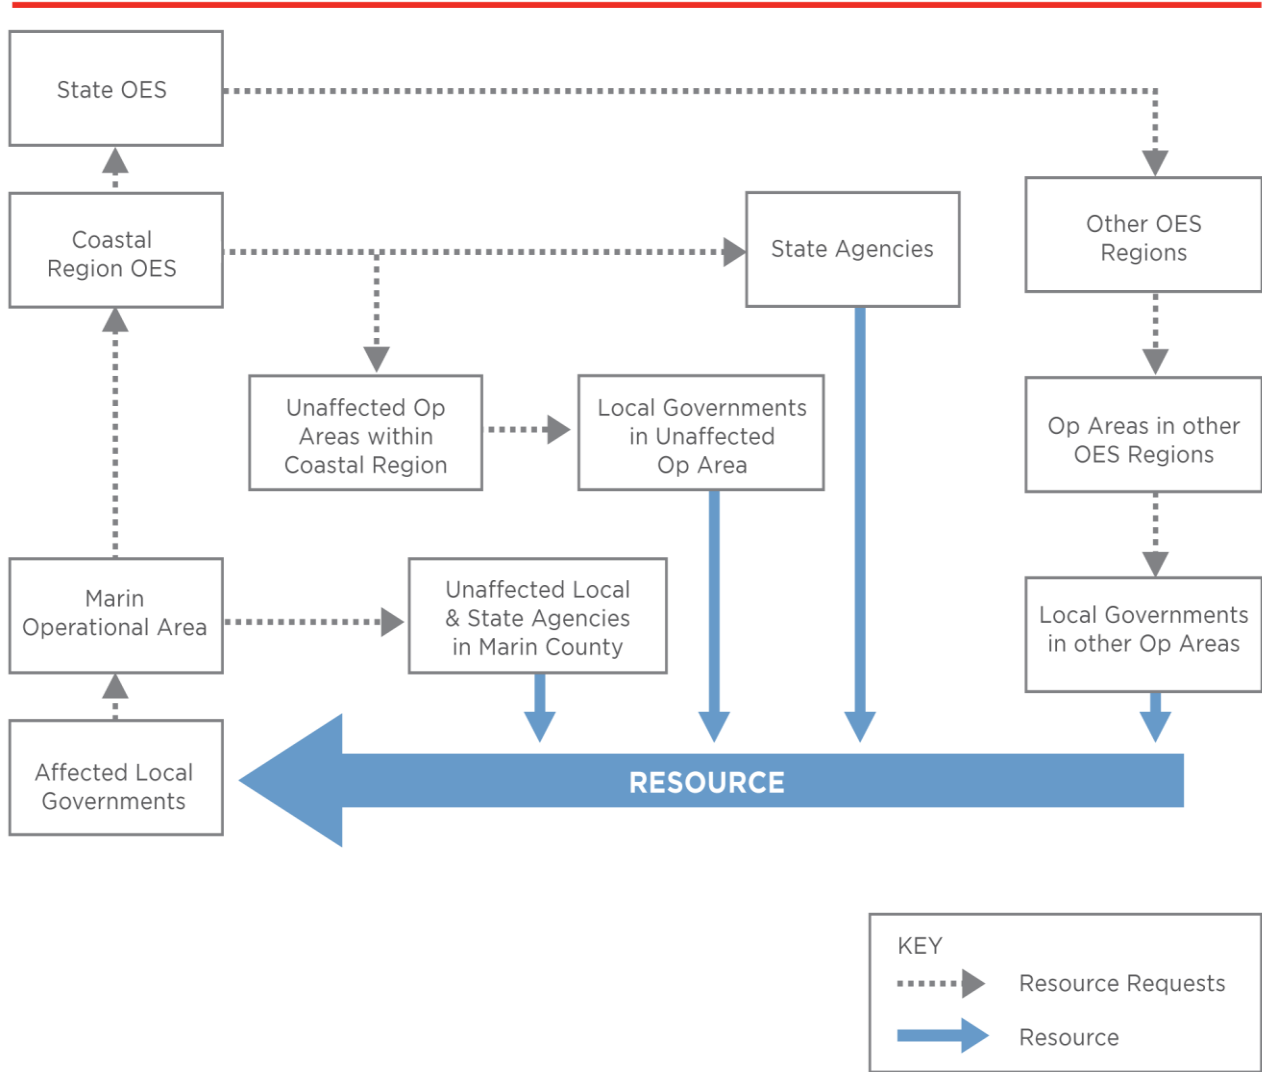 State OES
Coastal
Region OES
State Agencies
Other OES
Regions
Unaffected Op
Areas within
Coastal Region
Local Governments
in Unaffected
Op Area
Op Areas in other
OES Regions
Marin
Operational Area
Unaffected Local
& State Agencies
in Marin County
Local Governments
in other Op Areas
Affected Local
Governments
RESOURCE
KEY
Resource Requests
Resource